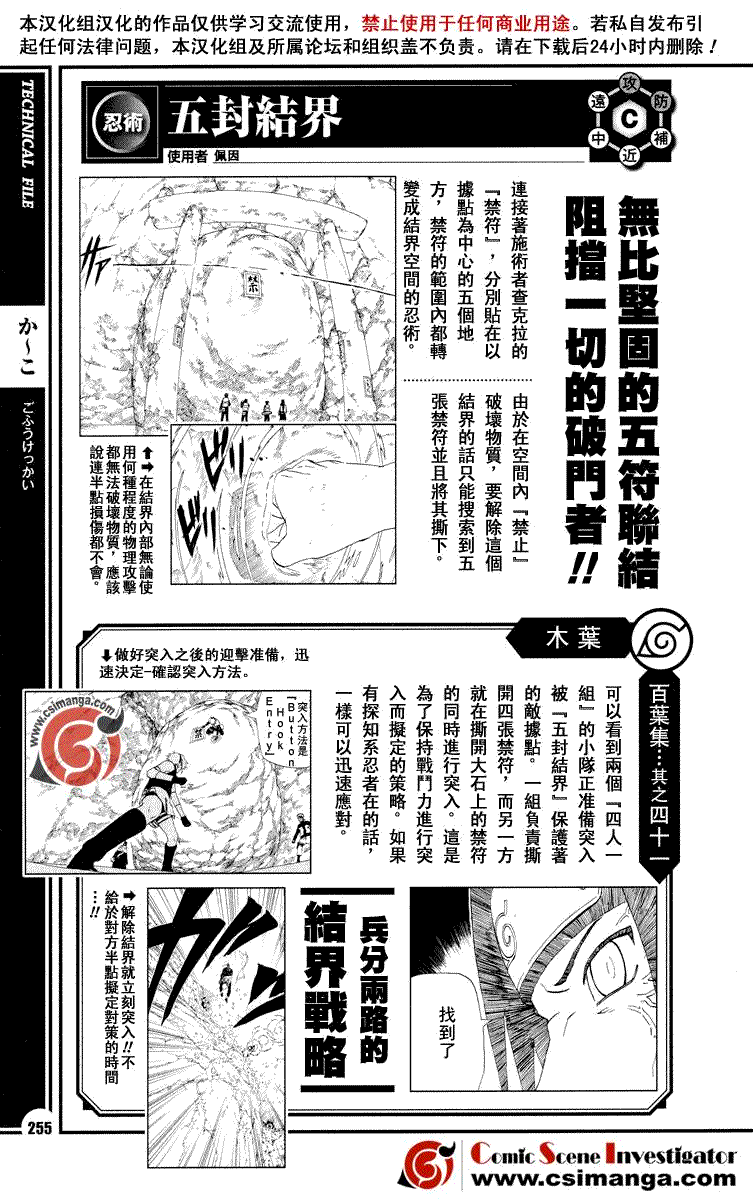 本汉化组汉化的作品仅供学习交流使用，禁止使用于任何商业用途。若私自发布引
起任何法律问题，本汉化组及所属论坛和组织盖不负责。请在下载后24小时内删除！
TECHNICAL FILE
か～こ
ごふうけっかい
忍術
五封結界
使用者 佩因
攻
防
補
近
中
遠
C
無比堅固的五符聯結
阻擋一切的破門者!!
連接著施術者查克拉的
『禁符』，分別貼在以
據點為中心的五個地
方，禁符的範圍內都轉
變成結界空間的忍術。
由於在空間內『禁止』
破壞物質，要解除這個
結界的話只能搜索到五
張禁符並且將其撕下。
禁
⬆➡在結界內部無論使
用何種程度的物理攻擊
都無法破壞物質，應該
說連半點損傷都不會。
木葉
百葉集…其之四十一
可以看到兩個『四人一
組』的小隊正准備突入
被『五封結界』保護著
的敵據點。一組負責撕
開四張禁符，而另一方
就在撕開大石上的禁符
的同時進行突入。這是
為了保持戰鬥力進行突
入而擬定的策略。如果
有探知系忍者在的話，
一樣可以迅速應對。
⬇做好突入之後的迎擊准備，迅
速決定-確認突入方法。
突入方法是
『Button
Hook
Entry』
www.csimanga.com
兵分兩路的
結界戰略
找到了
➡解除結界就立刻突入!!不
給於對方半點擬定對策的時間
…!!
255
Comic Scene Investigator
www.csimanga.com